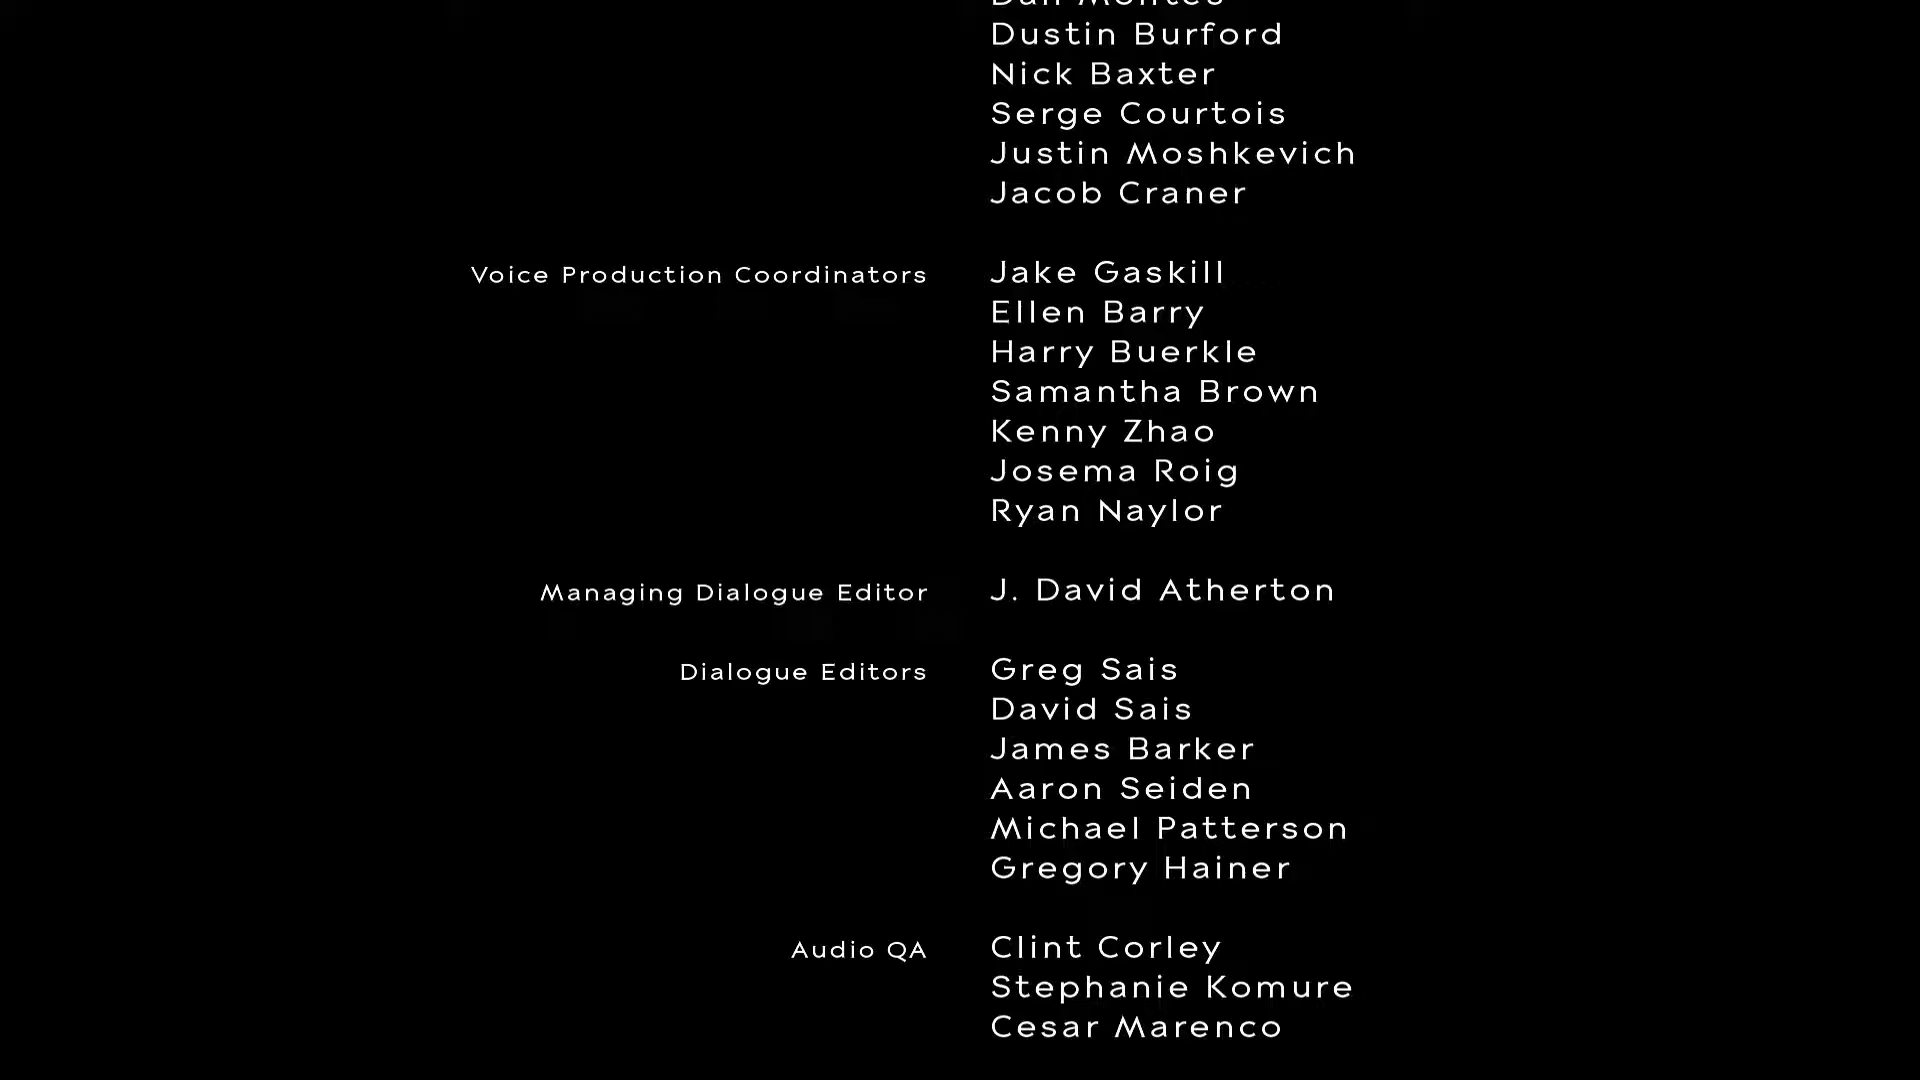 Dustin Burford
Nick Baxter
Serge Courtois
Justin Moshkevich
Jacob Craner
Voice Production Coordinators Jake Gaskill
Ellen Barry
Harry Buerkle
Samantha Brown
Kenny Zhao
Josema Roig
Ryan Naylor
Managing Dialogue Editor J. David Atherton
Dialogue Editors Greg Sais
David Sais
James Barker
Aaron Seiden
Michael Patterson
Gregory Hainer
Audio QA Clint Corley
Stephanie Komure
Cesar Marenco